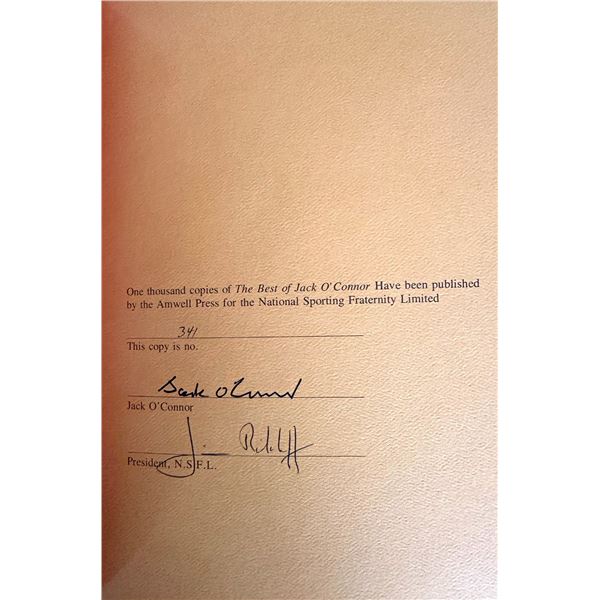 One thousand copies of The Best of Jack O'Connor Have been published
by the Amwell Press for the National Sporting Fraternity Limited
341
This copy is no.
Jack O'Connor
Jack O'Connor
Jim
President, N.S.F.L.